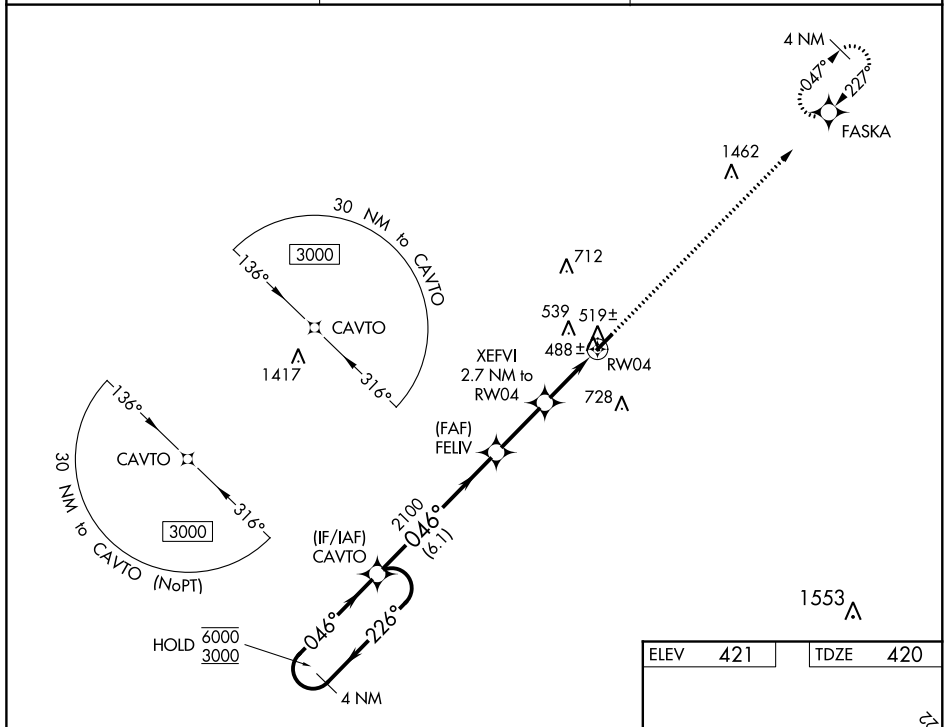 4 NM
047°
227°
FASKA
1462
30 NM to CAVTO
3000
136°
CAVTO
316°
1417
712
539
519±
488±
RW04
XEFVI
2.7 NM to
RW04
728
(FAF)
FELIV
136°
CAVTO
316°
3000
30 NM to CAVTO (NoPT)
2100
046°
(6.1)
(IF/IAF)
CAVTO
046°
226°
HOLD 6000
3000
4 NM
1553
ELEV 421
TDZE 420
22